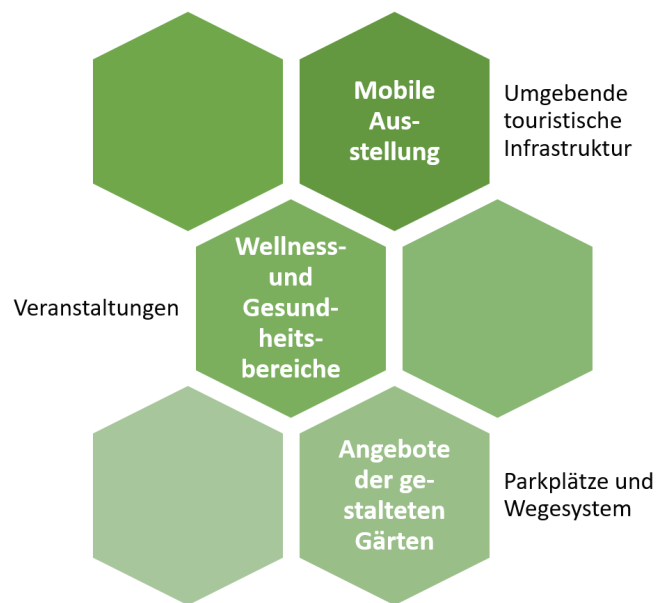 Mobile
Aus-
stellung
Umgebende
touristische
Infrastruktur
Wellness-
und
Gesund-
heits-
bereiche
Veranstaltungen
Angebote
der ge-
stalteten
Gärten
Parkplätze und
Wegesystem